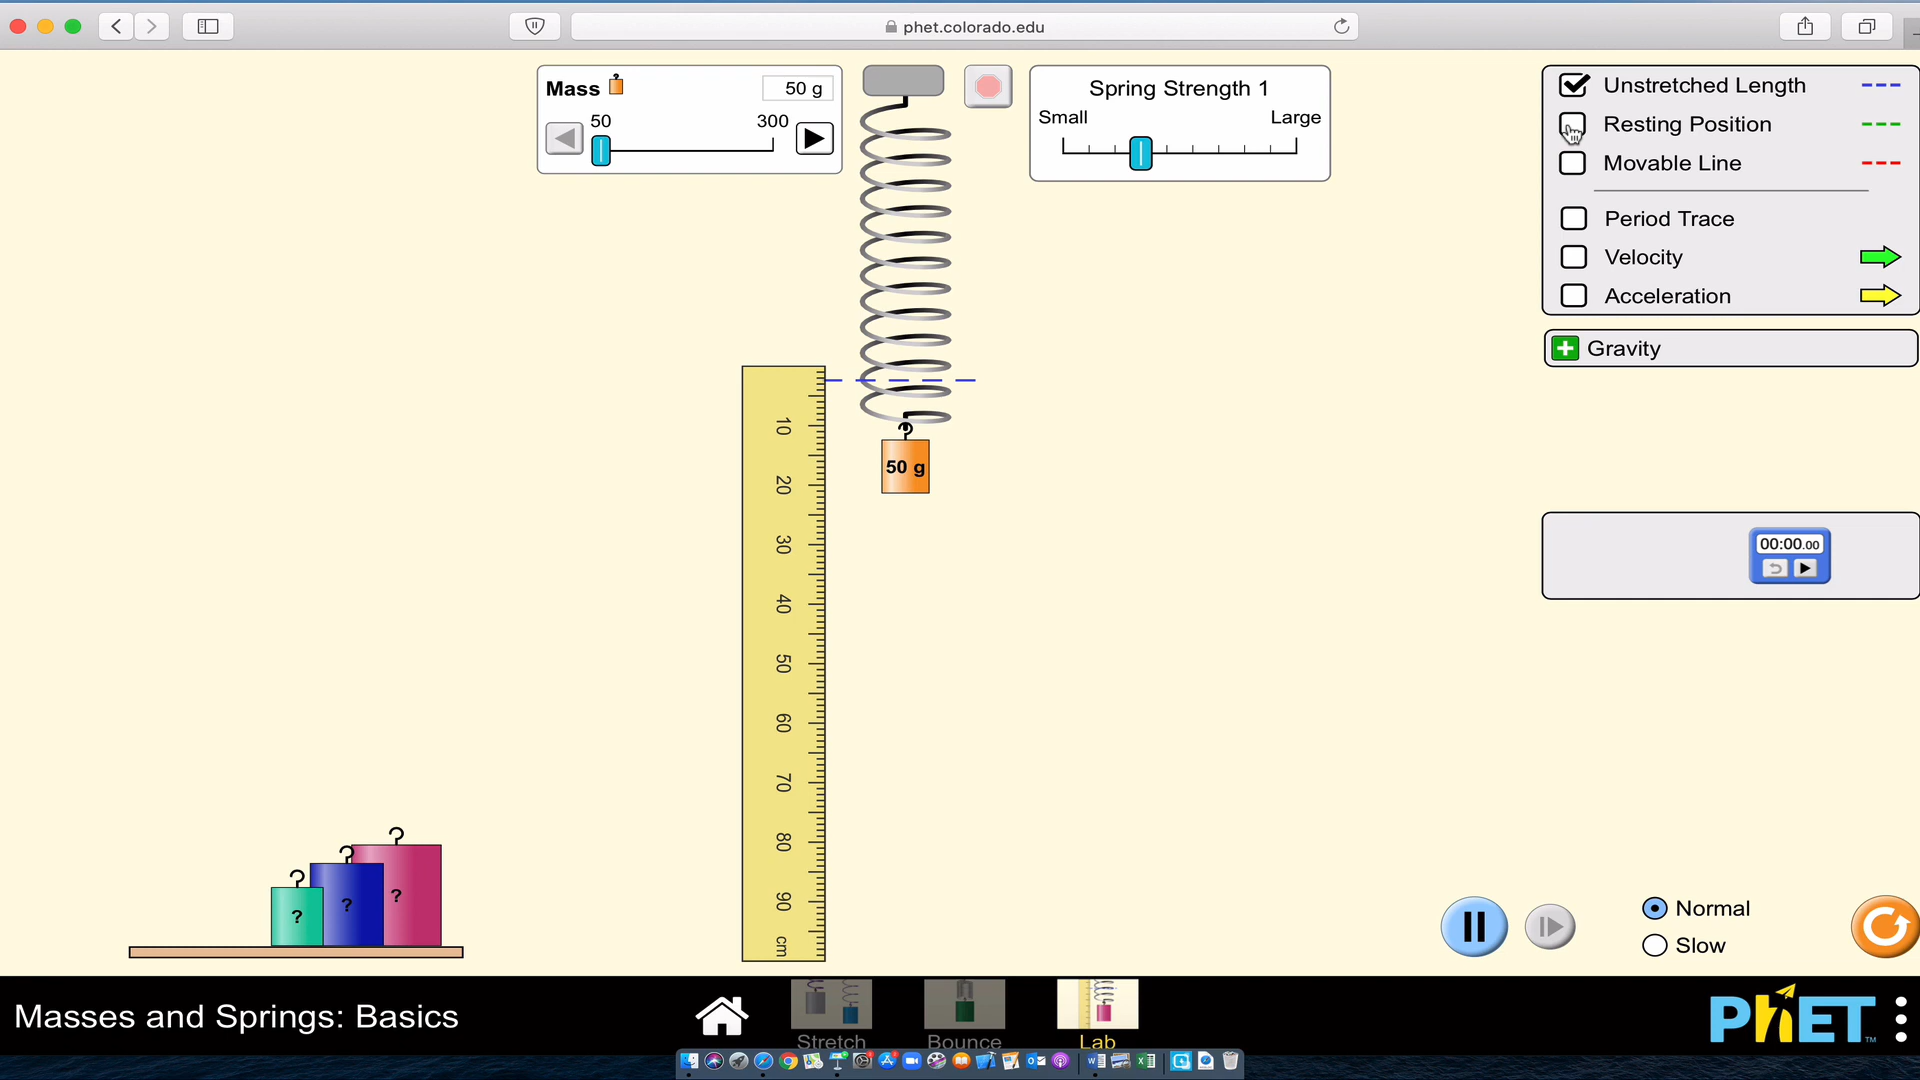 phet.colorado.edu
Mass 50 g
50 300
Spring Strength 1
Small Large
Unstretched Length
Resting Position
Movable Line
Period Trace
Velocity
Acceleration
Gravity
50 g
10
20
30
40
50
60
70
80
90
cm
00:00.00
? ? ?
Normal
Slow
Masses and Springs: Basics
Stretch
Bounce
Lab
PhET™